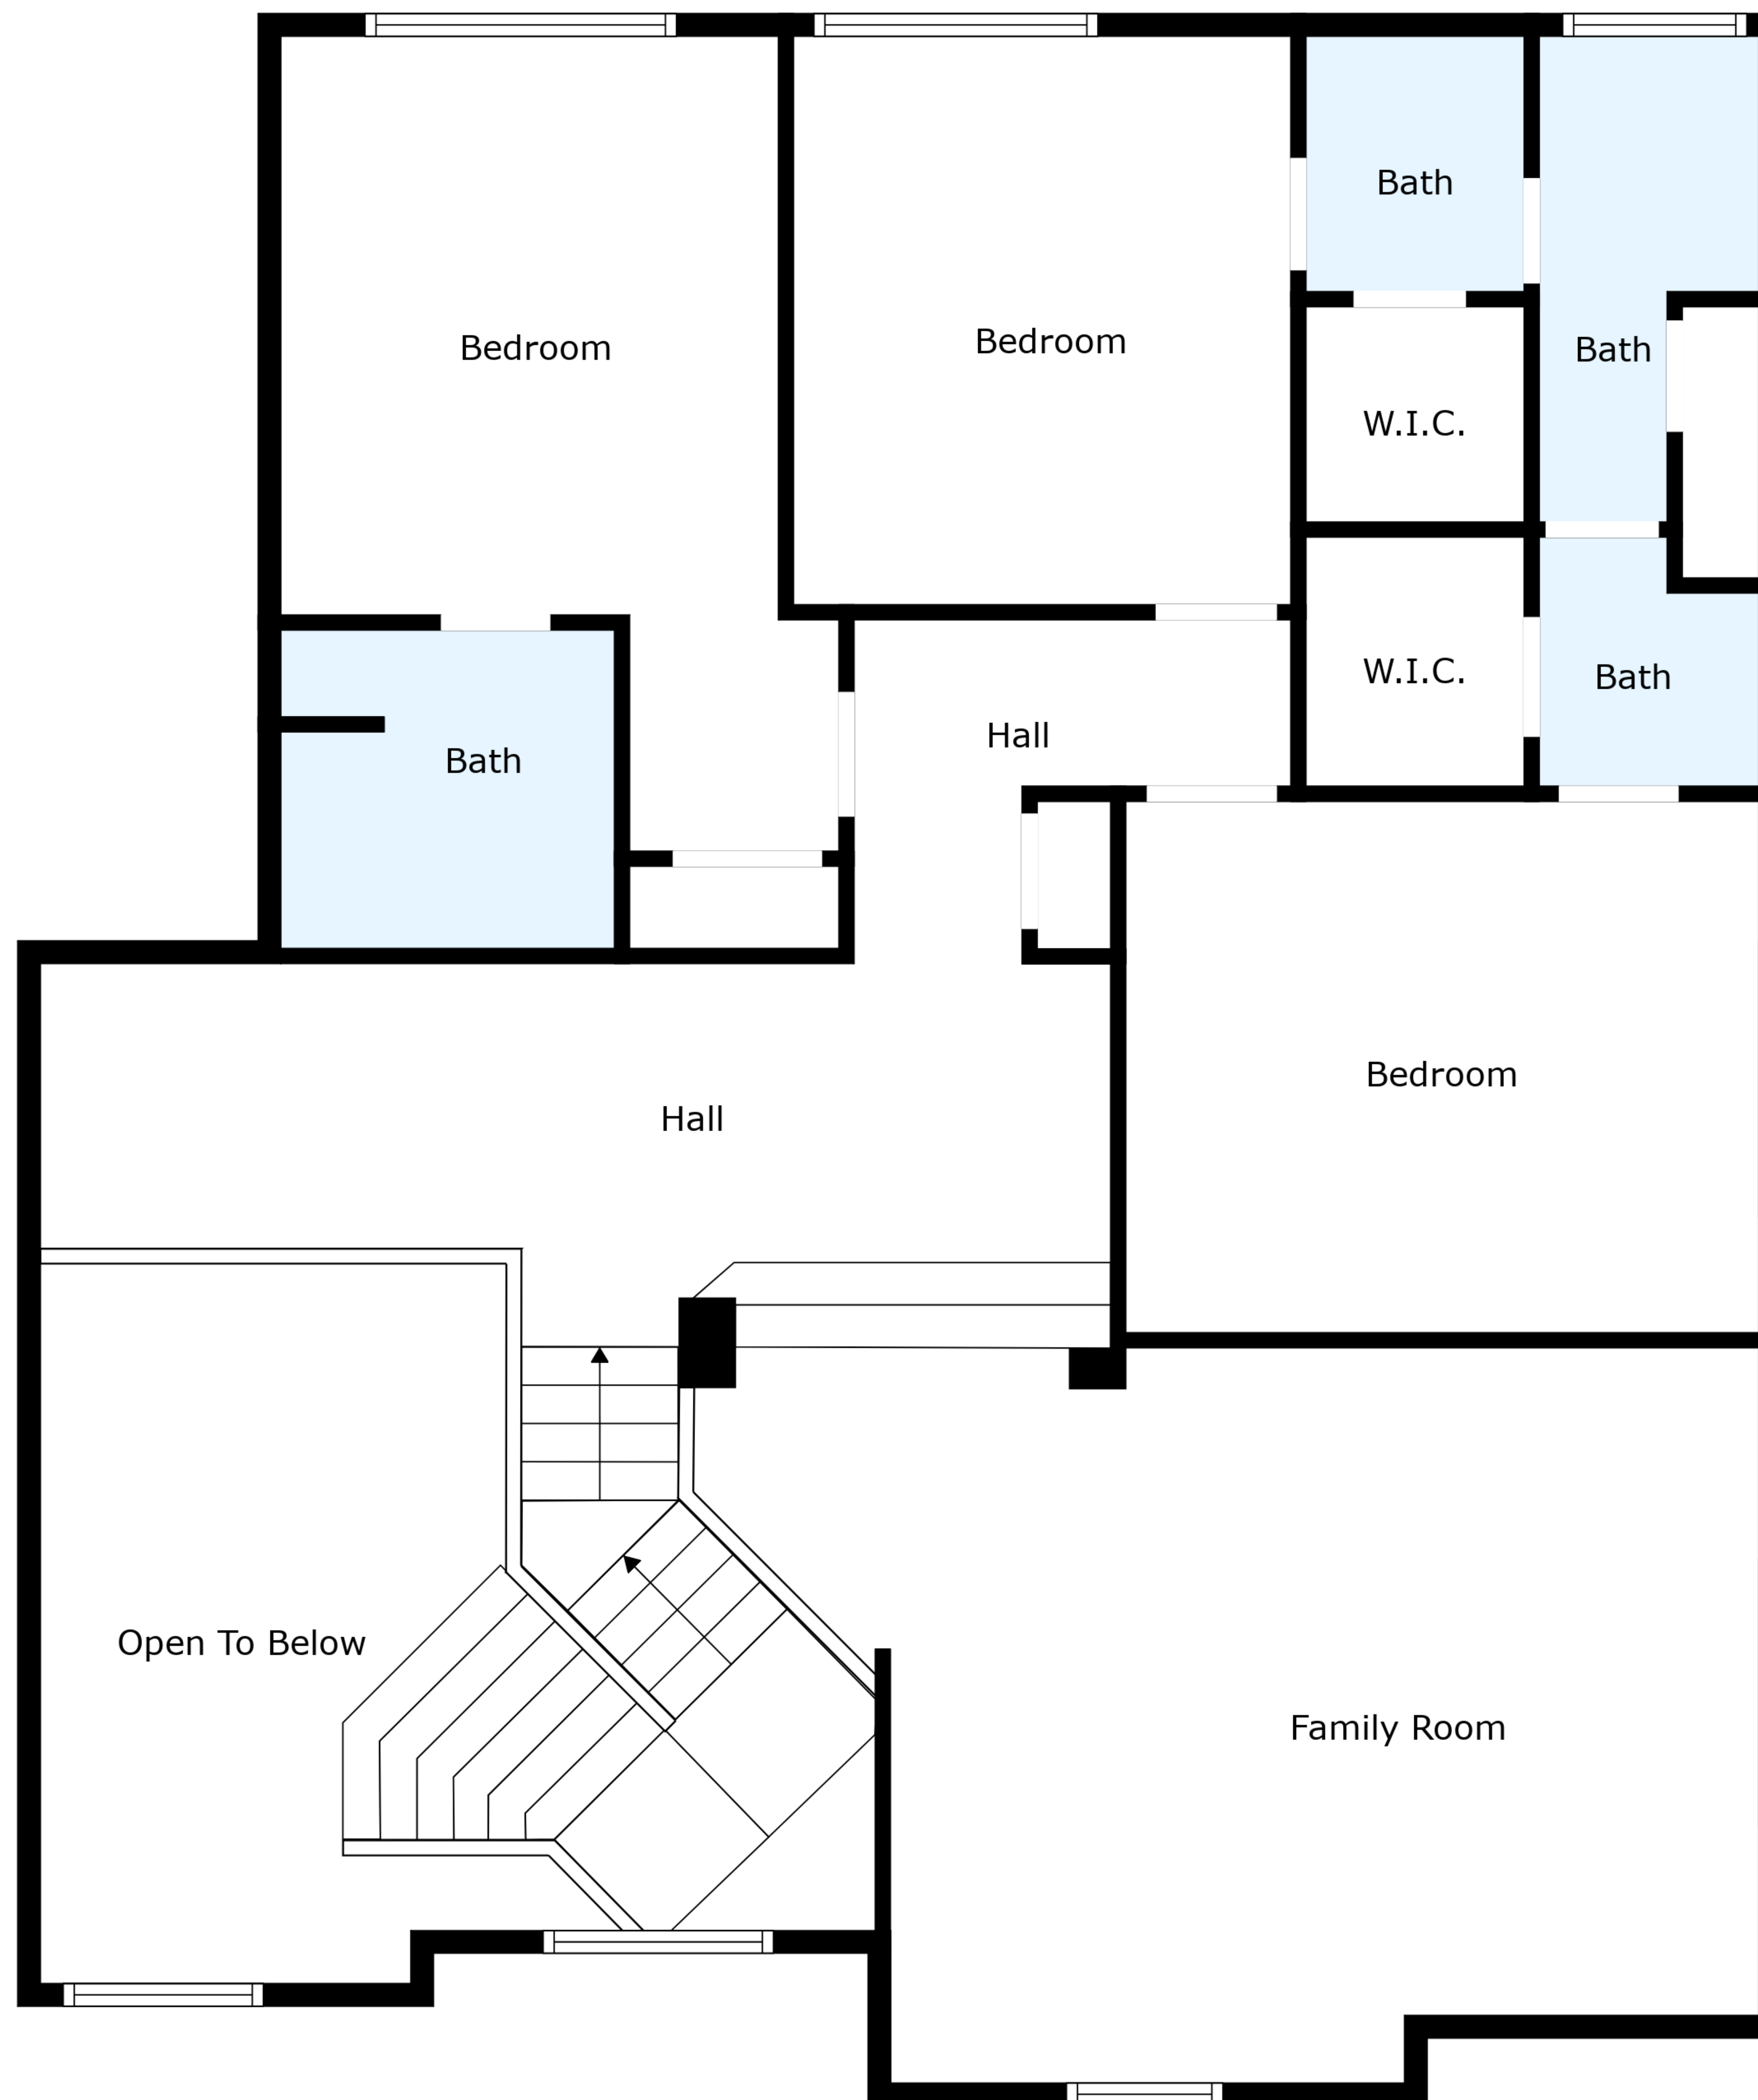 Bath
Bedroom
Bedroom
Bath
W.I.C.
W.I.C.
Bath
Hall
Bath
Bedroom
Hall
Open To Below
Family Room